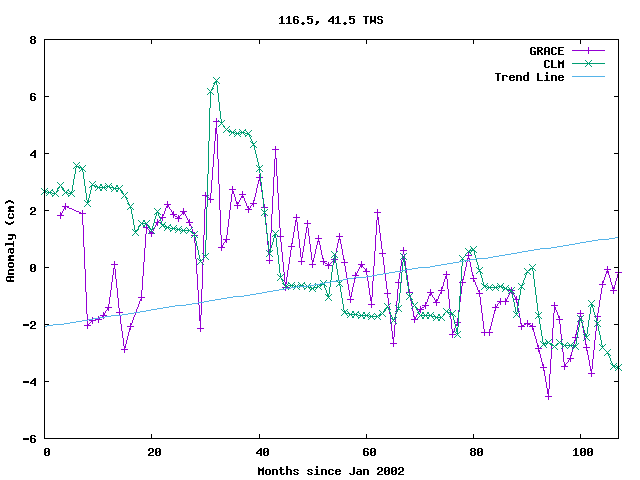 116.5, 41.5 TWS
GRACE
CLM
Trend Line
8
6
4
2
0
-2
-4
-6
Anomaly (cm)
0 20 40 60 80 100
Months since Jan 2002